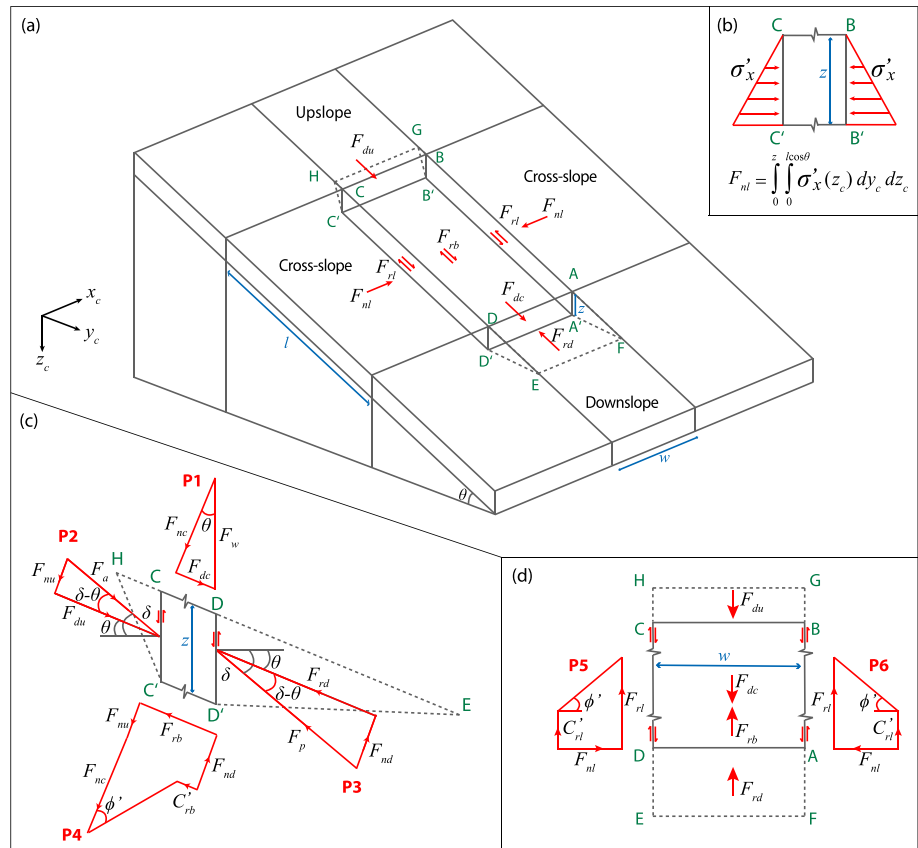 (a)
Upslope
F_du
G
H
C
B
B'
C'
Cross-slope
F_rl
F_nl
F_rb
Cross-slope
F_rl
F_nl
A
F_dc
z
D
A'
F_rd
D'
F
E
x_c
y_c
z_c
l
Downslope
w
θ
(b)
C
B
σ'_x
z
σ'_x
C'
B'
F_nl = ∫_0^z ∫_0^{lcosθ} σ'_x(z_c) dy_c dz_c
(c)
P1
θ
F_nc
F_w
F_dc
P2
H
F_nu
F_a
C
δ-θ
δ
F_du
θ
D
z
θ
δ
F_rd
δ-θ
C'
D'
E
F_nu
F_rb
F_p
F_nd
F_nd
F_nc
P3
C'_rb
ϕ'
P4
(d)
H
G
F_du
C
B
w
P5
P6
F_dc
F_rl
F_rl
ϕ'
ϕ'
C'_rl
F_rb
C'_rl
F_nl
D
A
F_nl
F_rd
E
F